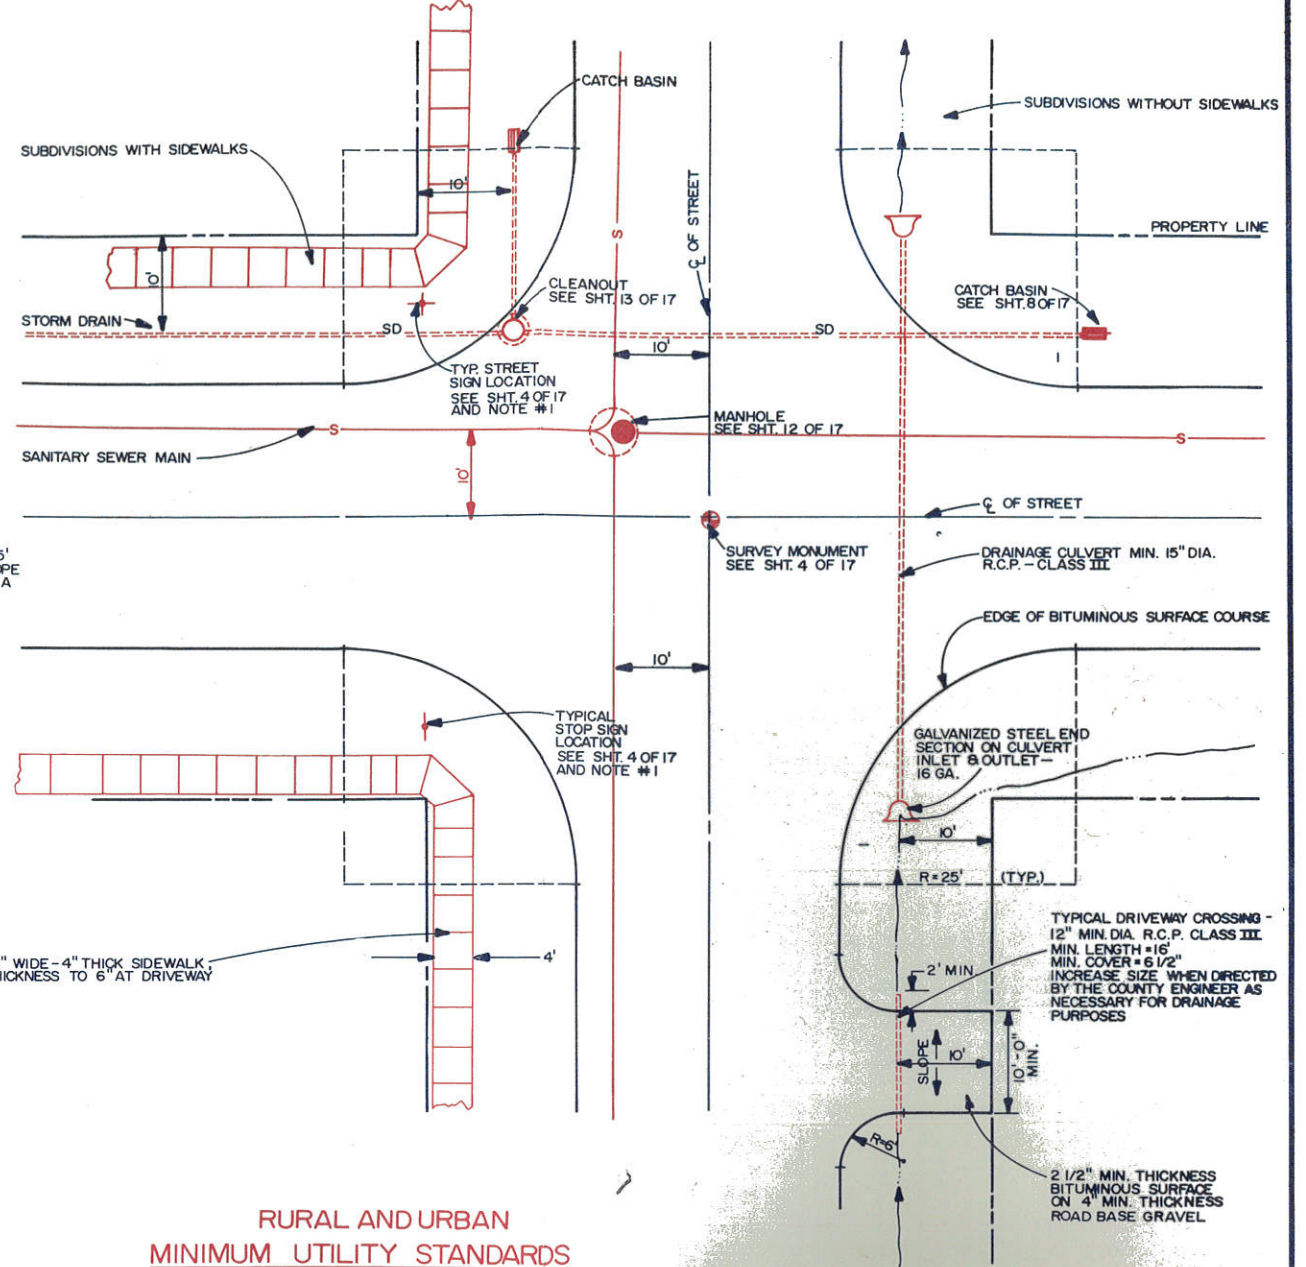 CATCH BASIN
SUBDIVISIONS WITHOUT SIDEWALKS
SUBDIVISIONS WITH SIDEWALKS
10'
℄ OF STREET
S
PROPERTY LINE
10'
CLEANOUT
SEE SHT. 13 OF 17
CATCH BASIN
SEE SHT. 8 OF 17
STORM DRAIN
SD
SD
10'
TYP. STREET
SIGN LOCATION
SEE SHT. 4 OF 17
AND NOTE #1
MANHOLE
SEE SHT. 12 OF 17
S
S
SANITARY SEWER MAIN
10'
℄ OF STREET
SURVEY MONUMENT
SEE SHT. 4 OF 17
DRAINAGE CULVERT MIN. 15" DIA.
R.C.P. - CLASS III
5'
OPE
A
EDGE OF BITUMINOUS SURFACE COURSE
10'
TYPICAL
STOP SIGN
LOCATION
SEE SHT. 4 OF 17
AND NOTE #1
GALVANIZED STEEL END
SECTION ON CULVERT
INLET & OUTLET -
16 GA.
10'
R=25' (TYP.)
TYPICAL DRIVEWAY CROSSING -
12" MIN. DIA. R.C.P. CLASS III
MIN. LENGTH = 16'
MIN. COVER = 6 1/2"
INCREASE SIZE WHEN DIRECTED
BY THE COUNTY ENGINEER AS
NECESSARY FOR DRAINAGE
PURPOSES
" WIDE - 4" THICK SIDEWALK,
ICKNESS TO 6" AT DRIVEWAY
4'
2' MIN
SLOPE
10'
10'-0"
MIN.
R=6'
2 1/2" MIN. THICKNESS
BITUMINOUS SURFACE
ON 4" MIN. THICKNESS
ROAD BASE GRAVEL
RURAL AND URBAN
MINIMUM UTILITY STANDARDS